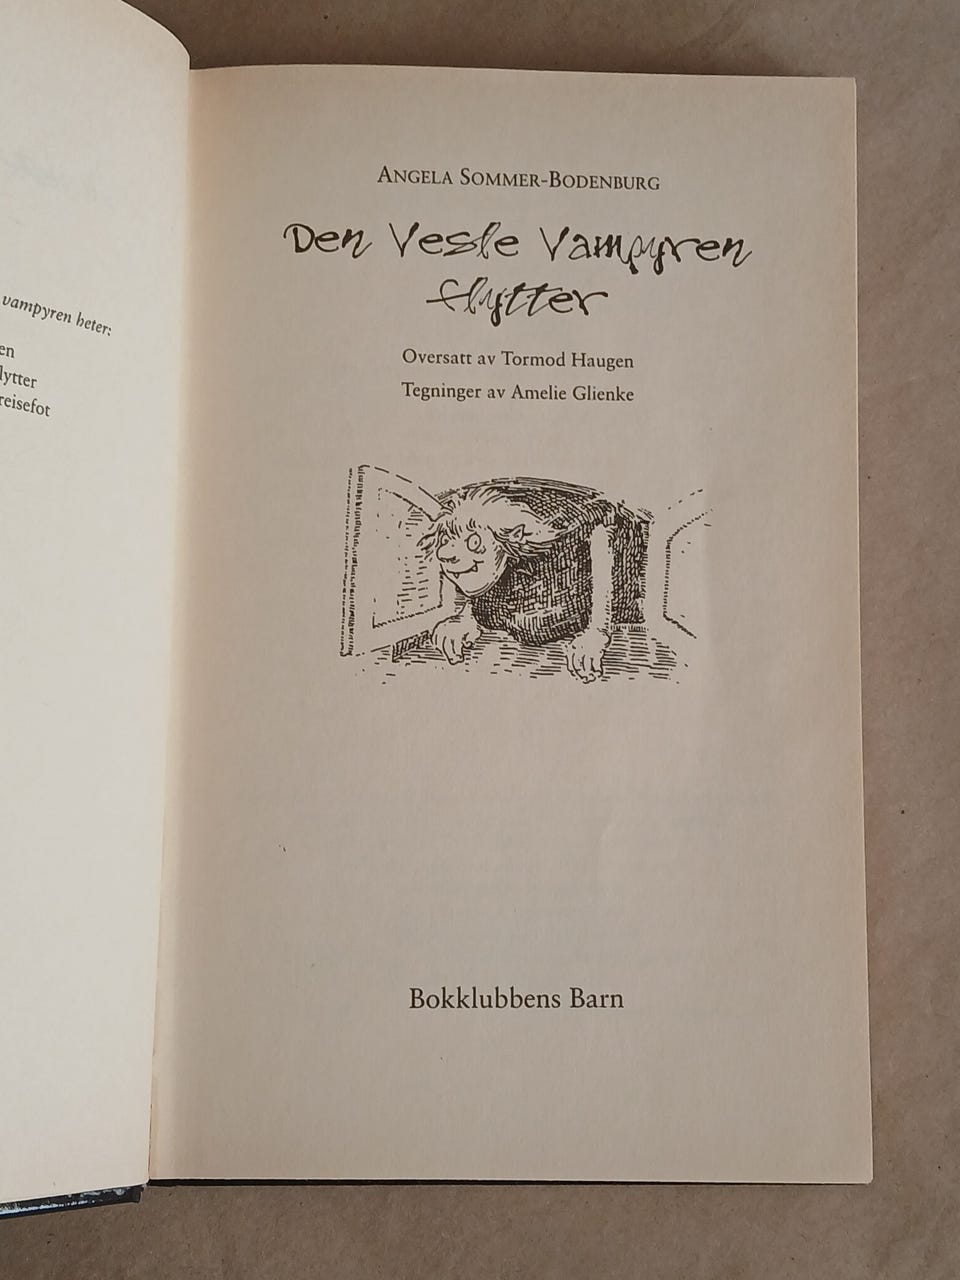 vampyren heter:
en
lytter
reisefot
ANGELA SOMMER-BODENBURG
Den Vesle Vampyren
flytter
Oversatt av Tormod Haugen
Tegninger av Amelie Glienke
Bokklubbens Barn